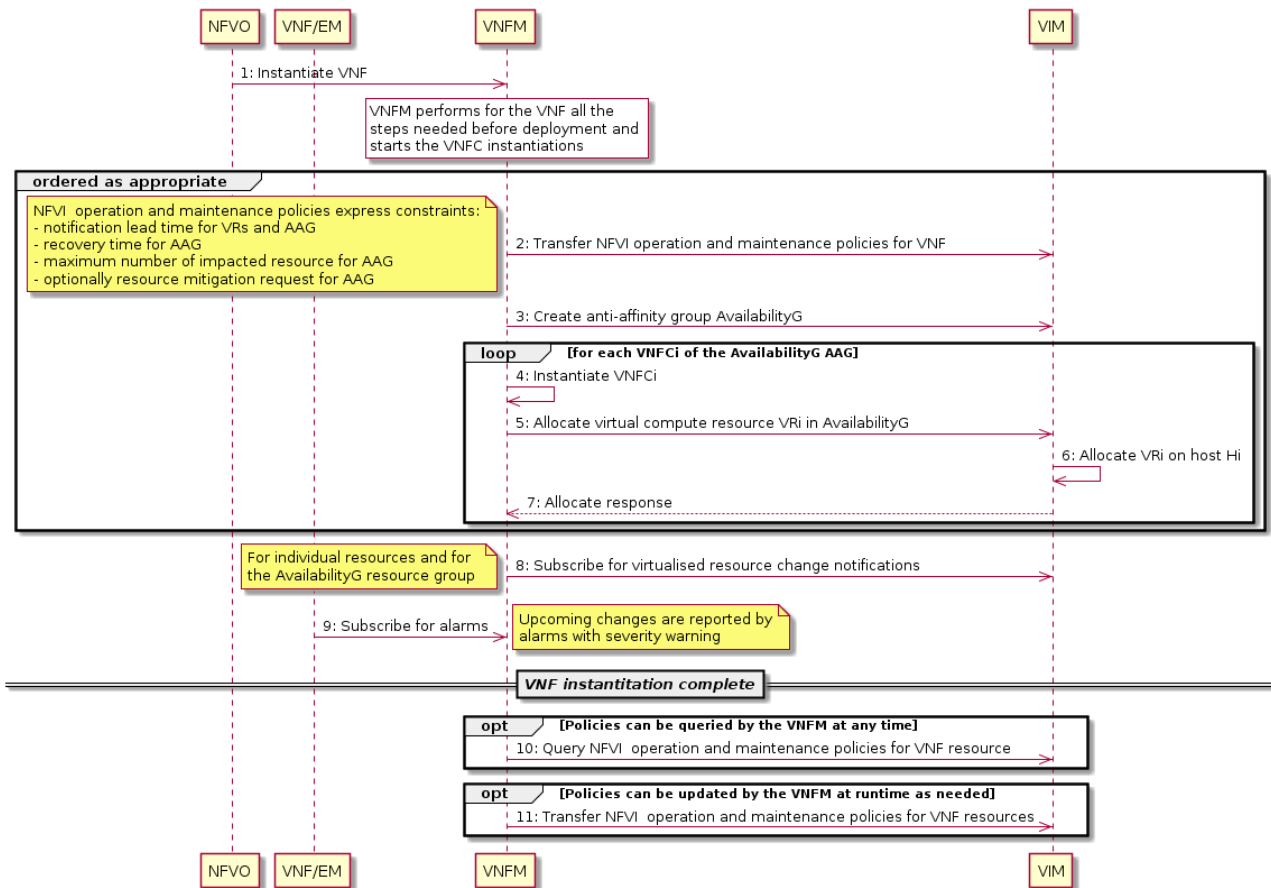 NFVO VNF/EM VNFM VIM
1: Instantiate VNF
VNFM performs for the VNF all the
steps needed before deployment and
starts the VNFC instantiations
ordered as appropriate
NFVI operation and maintenance policies express constraints:
- notification lead time for VRs and AAG
- recovery time for AAG
- maximum number of impacted resource for AAG
- optionally resource mitigation request for AAG
2: Transfer NFVI operation and maintenance policies for VNF
3: Create anti-affinity group AvailabilityG
loop [for each VNFCi of the AvailabilityG AAG]
4: Instantiate VNFCi
5: Allocate virtual compute resource VRi in AvailabilityG
6: Allocate VRi on host Hi
7: Allocate response
For individual resources and for
the AvailabilityG resource group
8: Subscribe for virtualised resource change notifications
9: Subscribe for alarms
Upcoming changes are reported by
alarms with severity warning
VNF instantitation complete
opt [Policies can be queried by the VNFM at any time]
10: Query NFVI operation and maintenance policies for VNF resource
opt [Policies can be updated by the VNFM at runtime as needed]
11: Transfer NFVI operation and maintenance policies for VNF resources
NFVO VNF/EM VNFM VIM